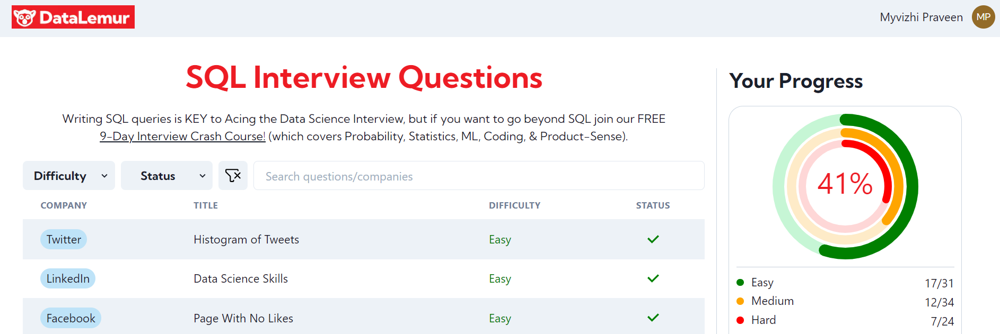 DataLemur
Myvizhi Praveen
MP
SQL Interview Questions
Writing SQL queries is KEY to Acing the Data Science Interview, but if you want to go beyond SQL join our FREE
9-Day Interview Crash Course! (which covers Probability, Statistics, ML, Coding, & Product-Sense).
Difficulty
Status
Search questions/companies
COMPANY TITLE DIFFICULTY STATUS
Twitter Histogram of Tweets Easy
LinkedIn Data Science Skills Easy
Facebook Page With No Likes Easy
Your Progress
41%
Easy 17/31
Medium 12/34
Hard 7/24